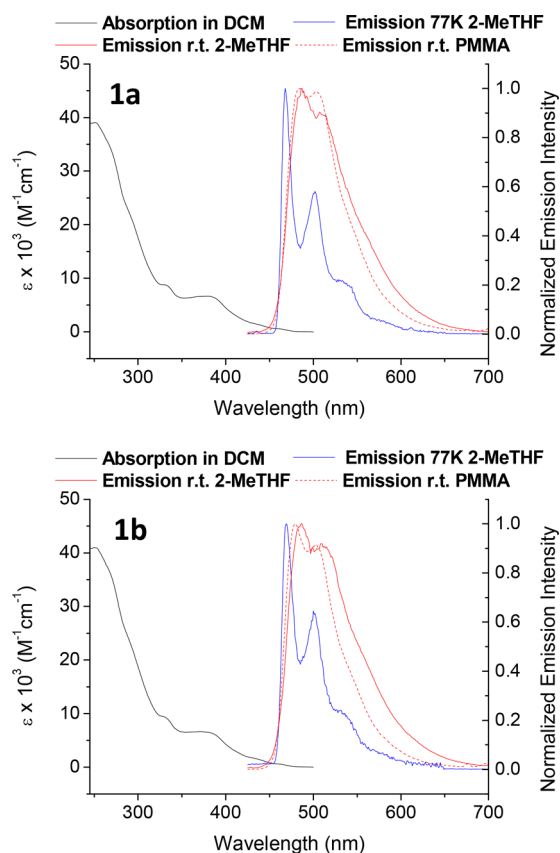 Absorption in DCM Emission 77K 2-MeTHF
Emission r.t. 2-MeTHF Emission r.t. PMMA
1a
50
40
30
20
10
0
ε x 10³ (M⁻¹cm⁻¹)
1.0
0.8
0.6
0.4
0.2
0.0
Normalized Emission Intensity
300 400 500 600 700
Wavelength (nm)
Absorption in DCM Emission 77K 2-MeTHF
Emission r.t. 2-MeTHF Emission r.t. PMMA
1b
50
40
30
20
10
0
ε x 10³ (M⁻¹cm⁻¹)
1.0
0.8
0.6
0.4
0.2
0.0
Normalized Emission Intensity
300 400 500 600 700
Wavelength (nm)